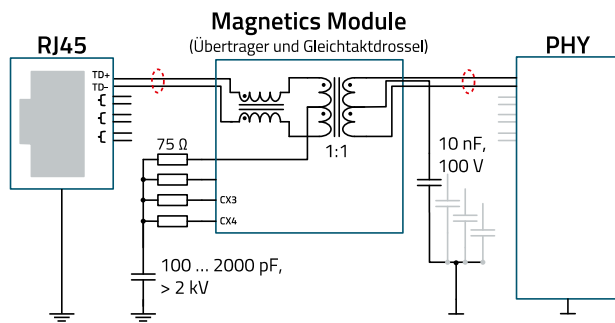 Magnetics Module
(Übertrager und Gleichtaktdrossel)
RJ45
PHY
TD+
TD-
75 Ω
1:1
10 nF,
100 V
CX3
CX4
100 ... 2000 pF,
> 2 kV